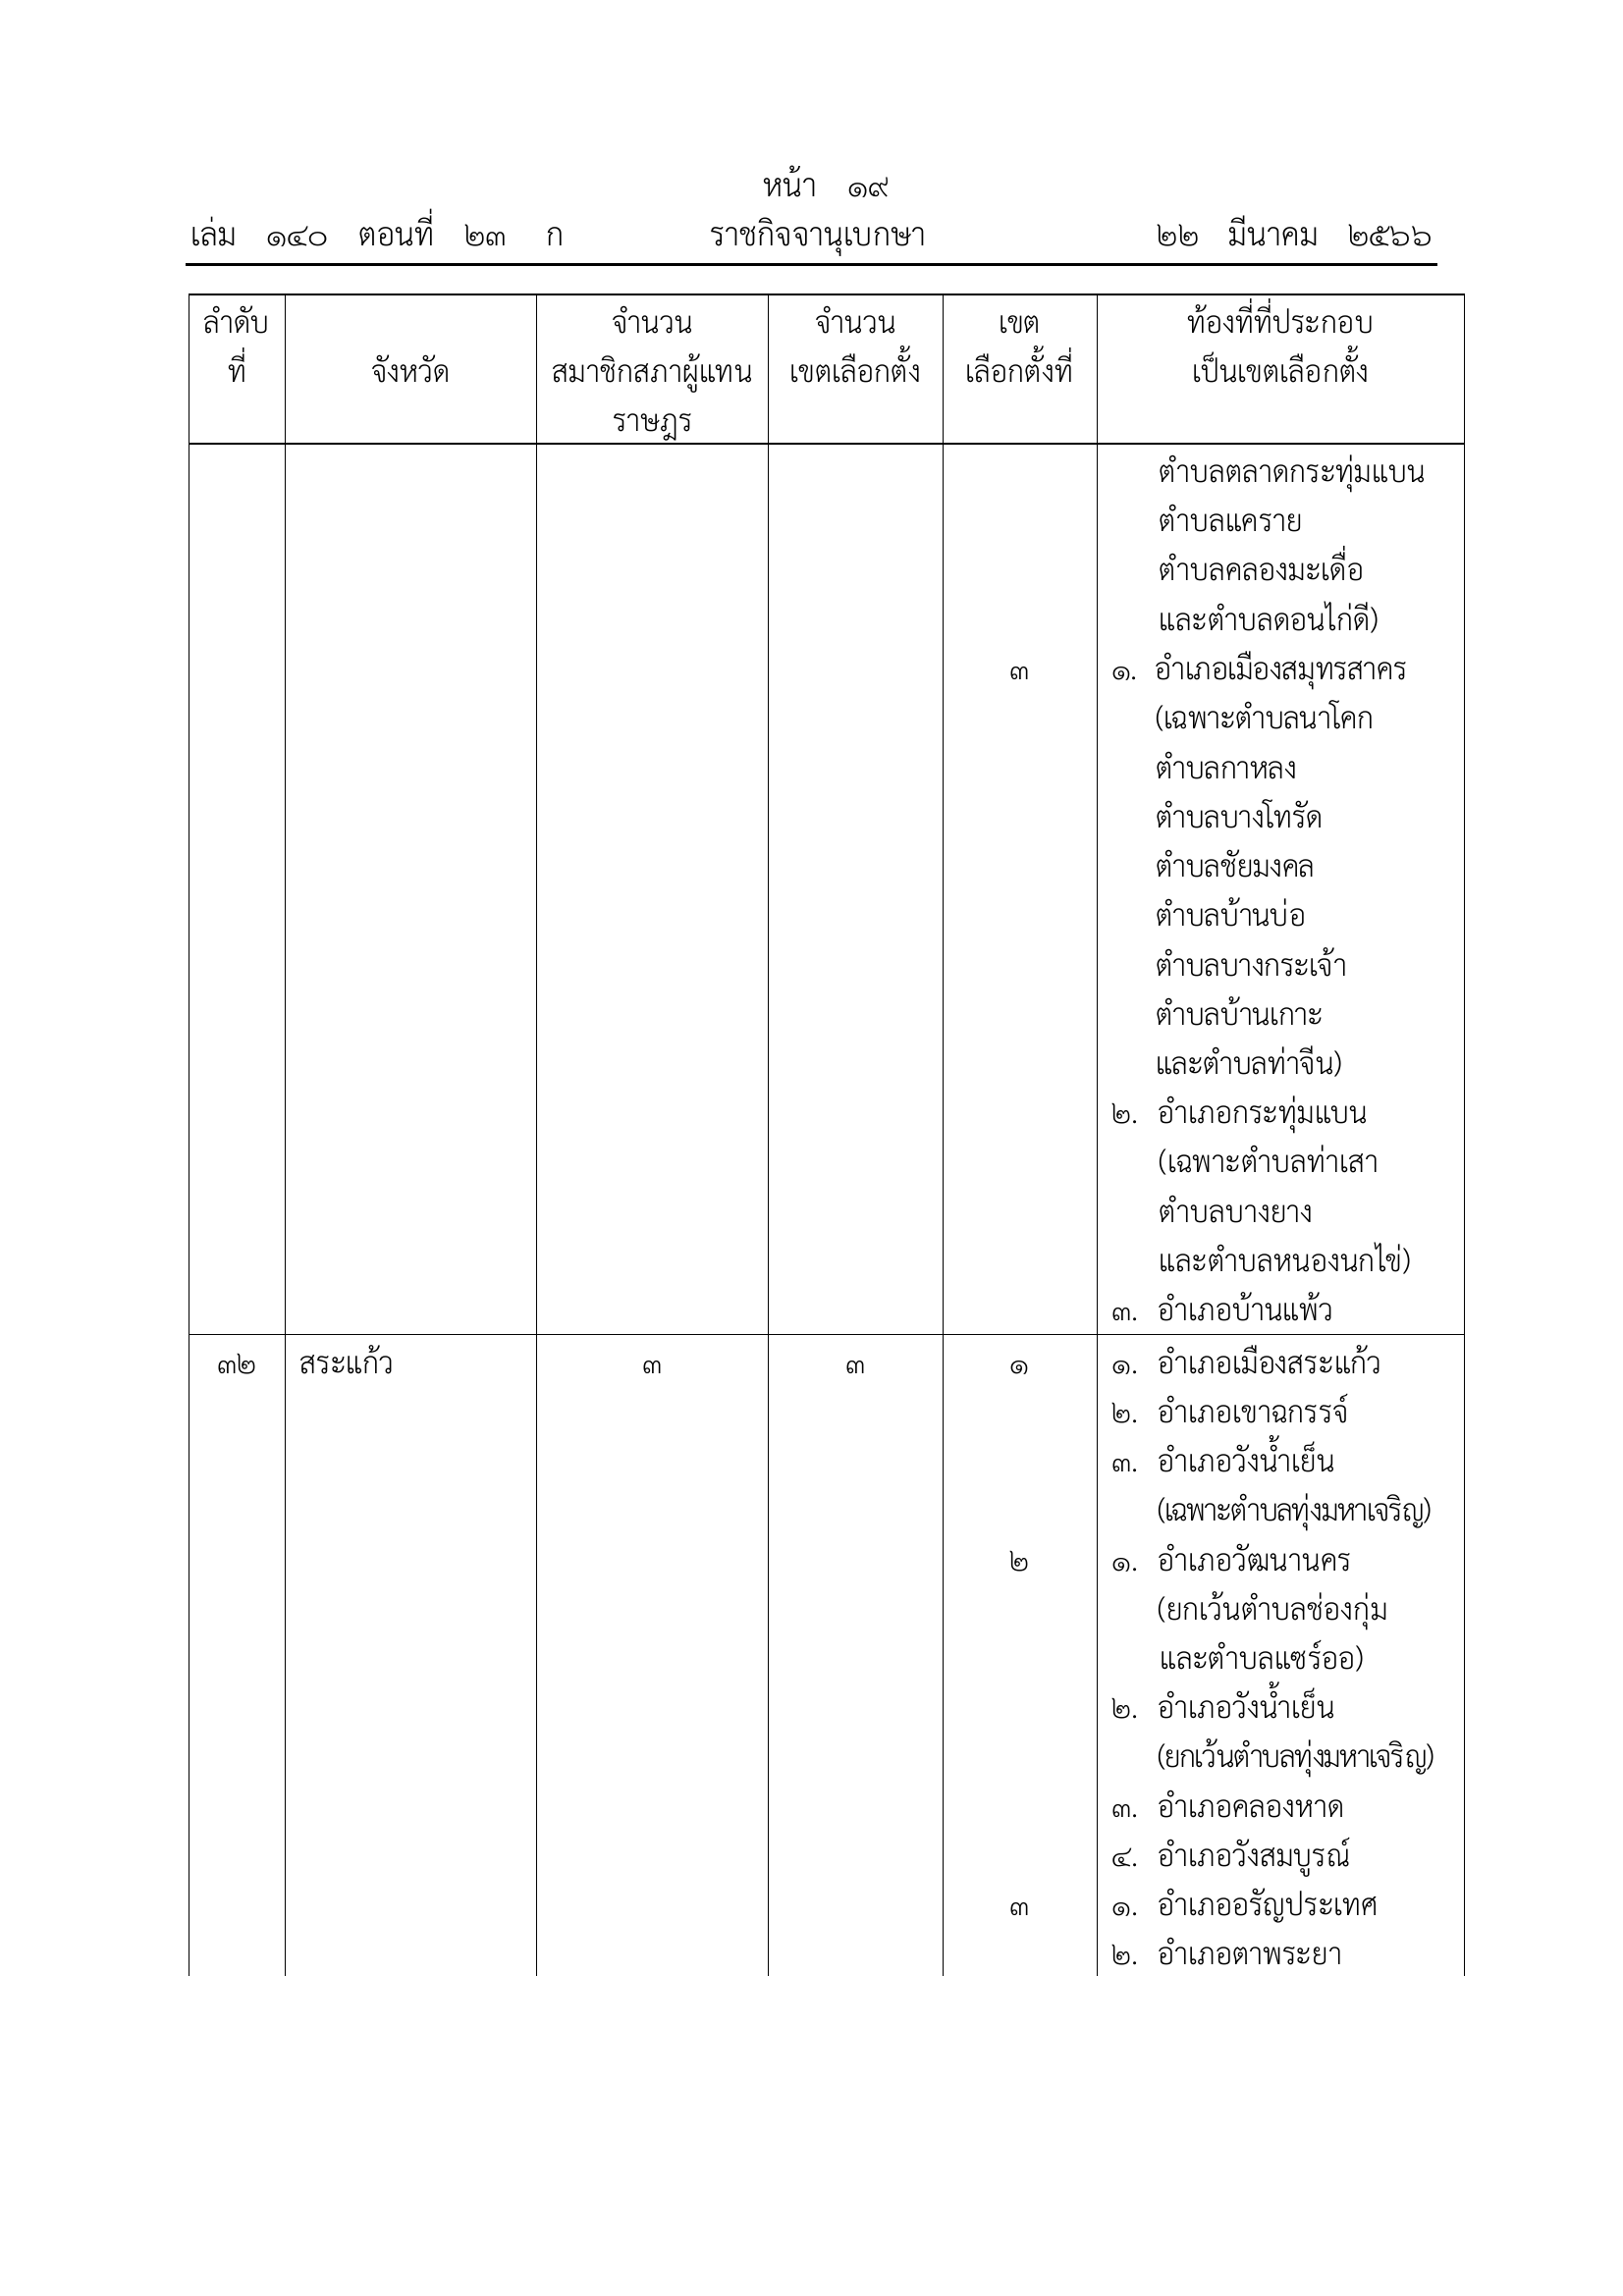 หน้า ๑๙
เล่ม ๑๔๐ ตอนที่ ๒๓ ก ราชกิจจานุเบกษา ๒๒ มีนาคม ๒๕๖๖
ลำดับ จำนวน จำนวน เขต ท้องที่ที่ประกอบ
ที่ จังหวัด สมาชิกสภาผู้แทน เขตเลือกตั้ง เลือกตั้งที่ เป็นเขตเลือกตั้ง
ราษฎร
ตำบลตลาดกระทุ่มแบน
ตำบลแคราย
ตำบลคลองมะเดื่อ
และตำบลดอนไก่ดี)
๓ ๑. อำเภอเมืองสมุทรสาคร
(เฉพาะตำบลนาโคก
ตำบลกาหลง
ตำบลบางโทรัด
ตำบลชัยมงคล
ตำบลบ้านบ่อ
ตำบลบางกระเจ้า
ตำบลบ้านเกาะ
และตำบลท่าจีน)
๒. อำเภอกระทุ่มแบน
(เฉพาะตำบลท่าเสา
ตำบลบางยาง
และตำบลหนองนกไข่)
๓. อำเภอบ้านแพ้ว
๓๒ สระแก้ว ๓ ๓ ๑ ๑. อำเภอเมืองสระแก้ว
๒. อำเภอเขาฉกรรจ์
๓. อำเภอวังน้ำเย็น
(เฉพาะตำบลทุ่งมหาเจริญ)
๒ ๑. อำเภอวัฒนานคร
(ยกเว้นตำบลช่องกุ่ม
และตำบลแซร์ออ)
๒. อำเภอวังน้ำเย็น
(ยกเว้นตำบลทุ่งมหาเจริญ)
๓. อำเภอคลองหาด
๔. อำเภอวังสมบูรณ์
๓ ๑. อำเภออรัญประเทศ
๒. อำเภอตาพระยา